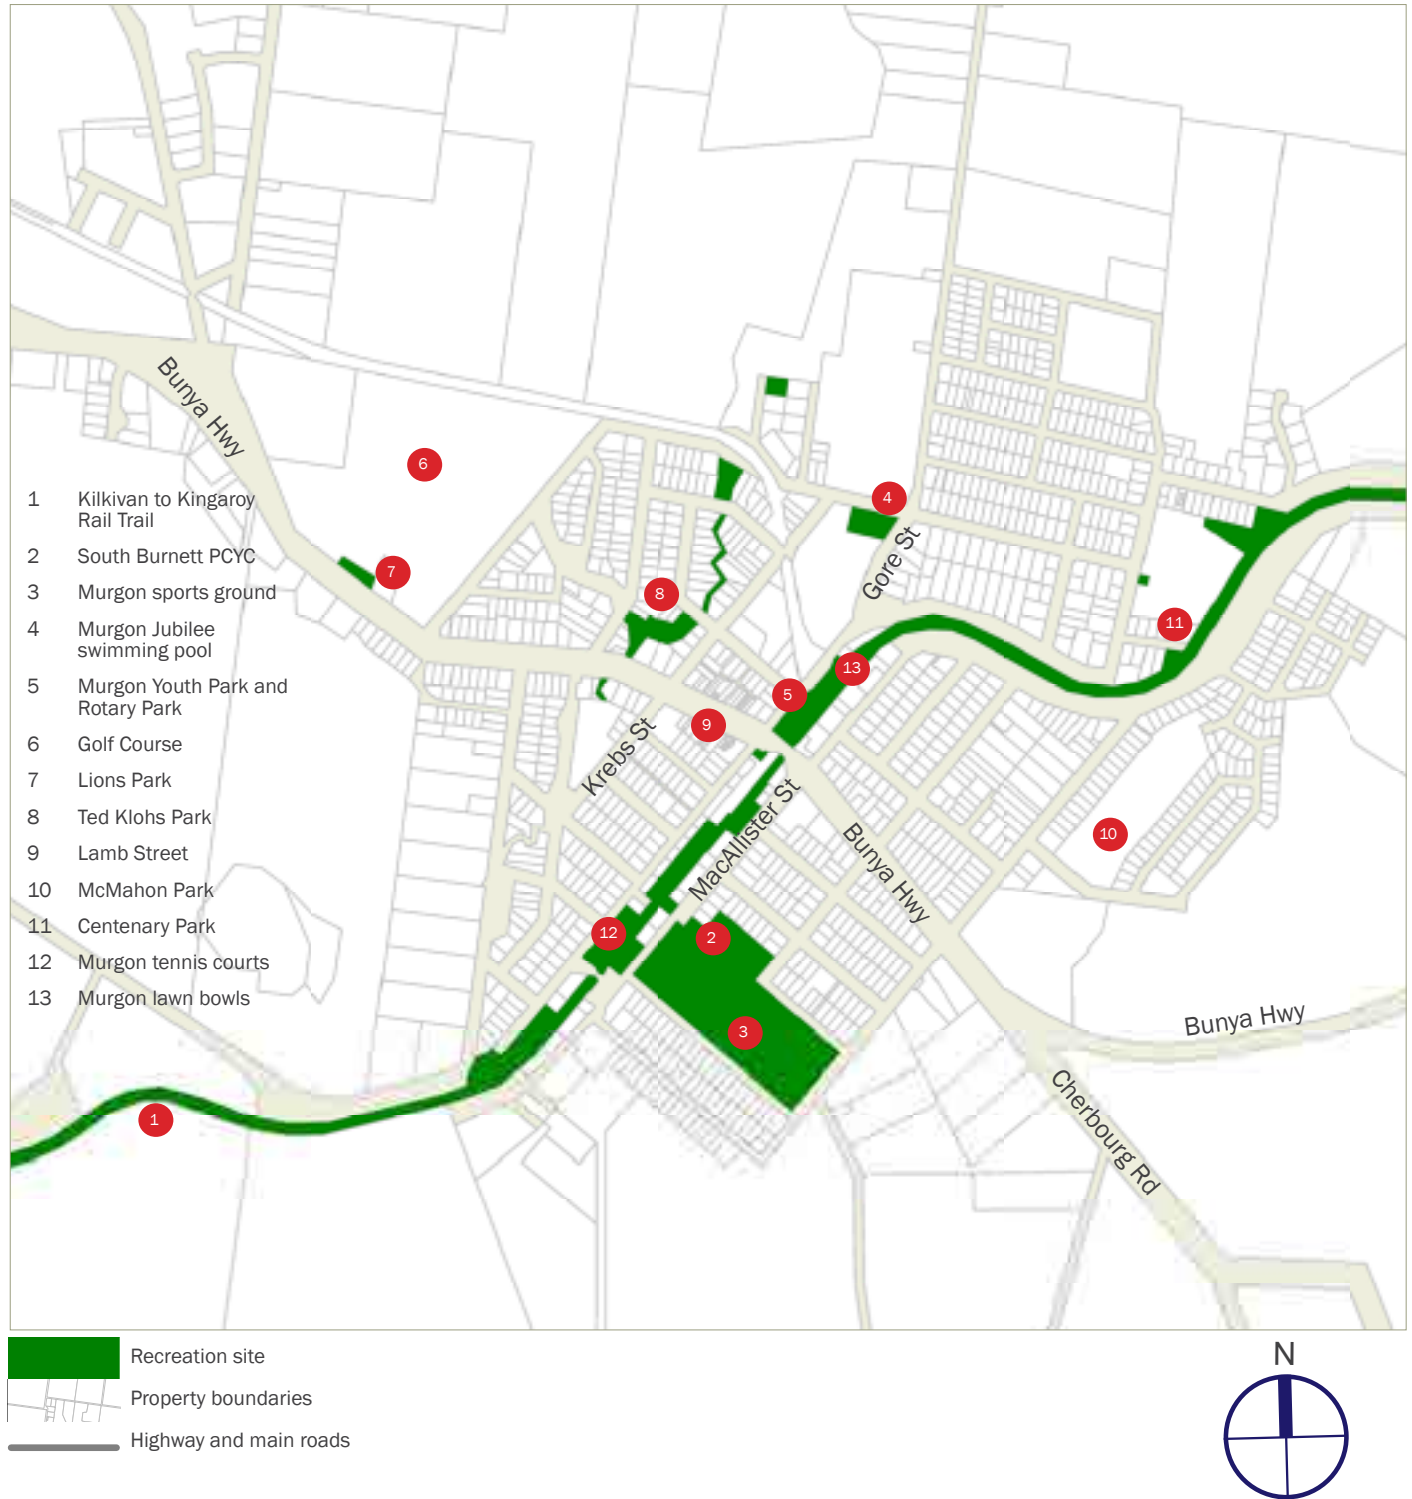 Bunya Hwy
6
4
Gore St
7
8
11
13
5
9
Krebs St
MacAllister St
Bunya Hwy
10
12
2
3
Bunya Hwy
Cherbourg Rd
1
1 Kilkivan to Kingaroy
Rail Trail
2 South Burnett PCYC
3 Murgon sports ground
4 Murgon Jubilee
swimming pool
5 Murgon Youth Park and
Rotary Park
6 Golf Course
7 Lions Park
8 Ted Klohs Park
9 Lamb Street
10 McMahon Park
11 Centenary Park
12 Murgon tennis courts
13 Murgon lawn bowls
Recreation site
Property boundaries
Highway and main roads
N